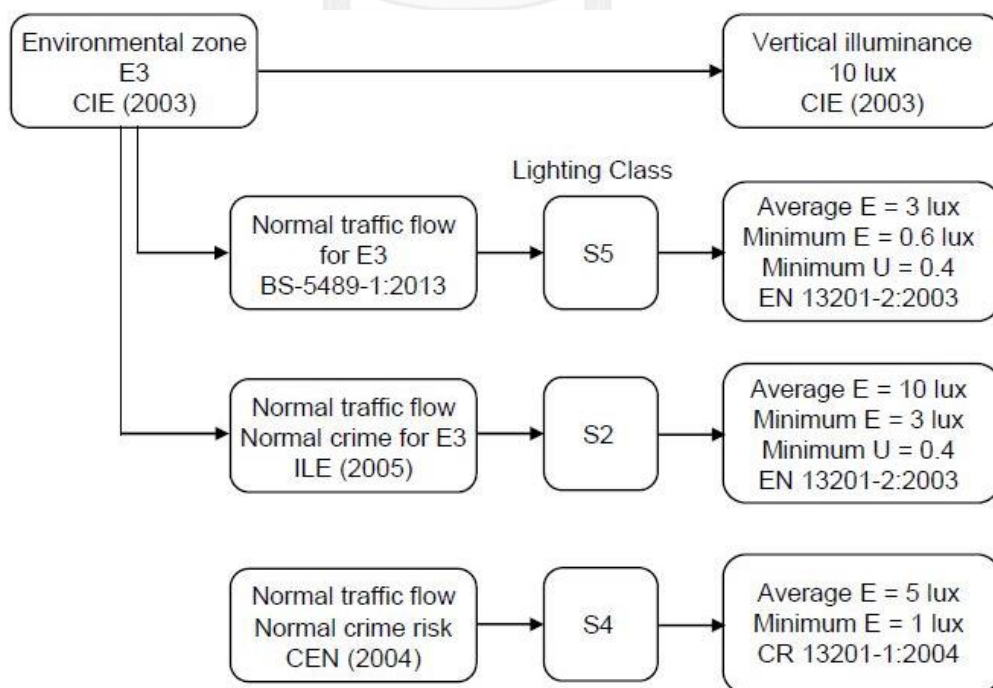 Environmental zone
E3
CIE (2003)
Vertical illuminance
10 lux
CIE (2003)
Lighting Class
Normal traffic flow
for E3
BS-5489-1:2013
S5
Average E = 3 lux
Minimum E = 0.6 lux
Minimum U = 0.4
EN 13201-2:2003
Normal traffic flow
Normal crime for E3
ILE (2005)
S2
Average E = 10 lux
Minimum E = 3 lux
Minimum U = 0.4
EN 13201-2:2003
Normal traffic flow
Normal crime risk
CEN (2004)
S4
Average E = 5 lux
Minimum E = 1 lux
CR 13201-1:2004